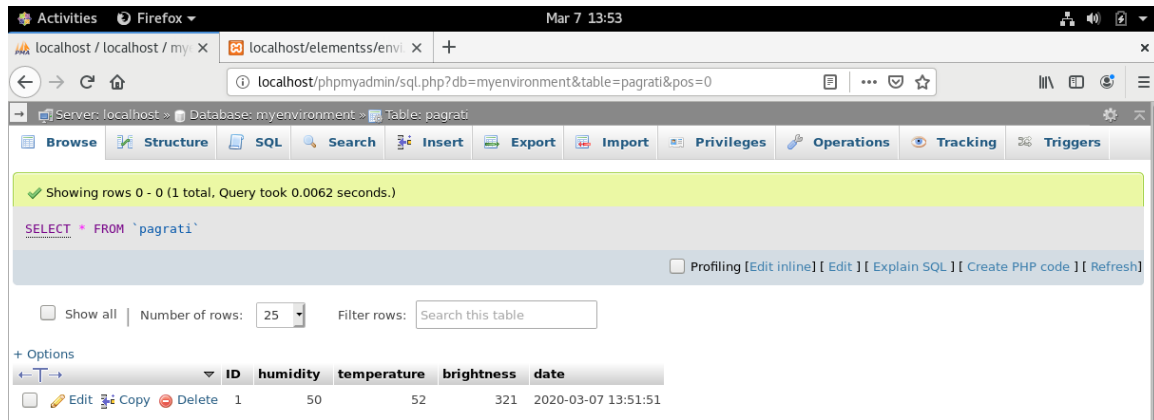 Activities Firefox Mar 7 13:53
localhost / localhost / mye localhost/elementss/envi
localhost/phpmyadmin/sql.php?db=myenvironment&table=pagrati&pos=0
Server: localhost » Database: myenvironment » Table: pagrati
Browse Structure SQL Search Insert Export Import Privileges Operations Tracking Triggers
Showing rows 0 - 0 (1 total, Query took 0.0062 seconds.)
SELECT * FROM `pagrati`
Profiling [Edit inline] [ Edit ] [ Explain SQL ] [ Create PHP code ] [ Refresh]
Show all | Number of rows: 25 Filter rows: Search this table
+ Options
←T→ ID humidity temperature brightness date
Edit Copy Delete 1 50 52 321 2020-03-07 13:51:51